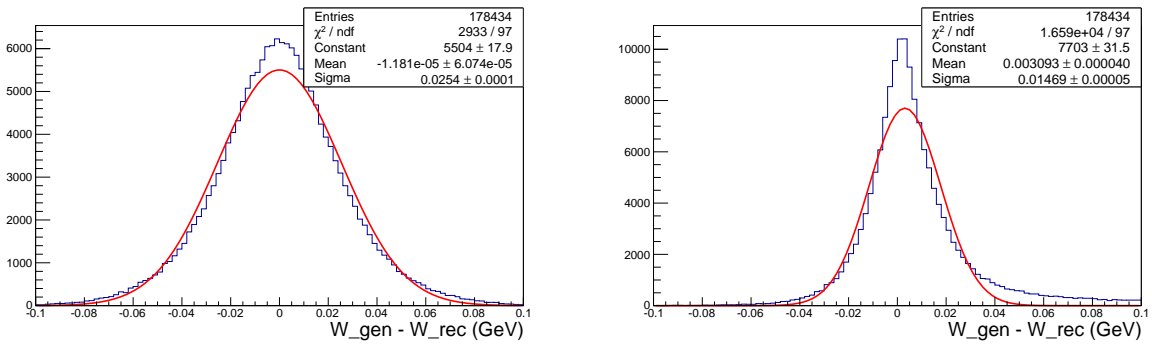 Entries 178434
χ² / ndf 2933 / 97
Constant 5504 ± 17.9
Mean -1.181e-05 ± 6.074e-05
Sigma 0.0254 ± 0.0001
6000
5000
4000
3000
2000
1000
0
-0.1 -0.08 -0.06 -0.04 -0.02 0 0.02 0.04 0.06 0.08 0.1
W_gen - W_rec (GeV)
Entries 178434
χ² / ndf 1.659e+04 / 97
Constant 7703 ± 31.5
Mean 0.003093 ± 0.000040
Sigma 0.01469 ± 0.00005
10000
8000
6000
4000
2000
0
-0.1 -0.08 -0.06 -0.04 -0.02 0 0.02 0.04 0.06 0.08 0.1
W_gen - W_rec (GeV)